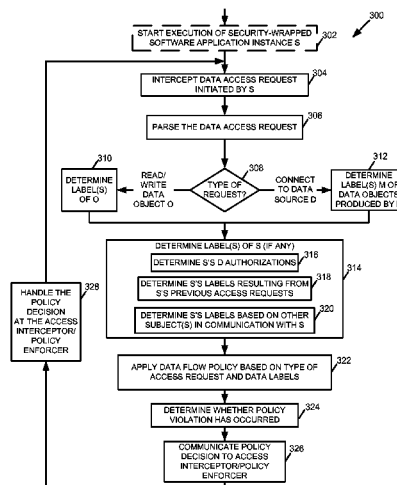 300
START EXECUTION OF SECURITY-WRAPPED
SOFTWARE APPLICATION INSTANCE S
302
INTERCEPT DATA ACCESS REQUEST
INITIATED BY S
304
PARSE THE DATA ACCESS REQUEST
306
310
DETERMINE
LABEL(S)
OF O
READ/
WRITE
DATA
OBJECT O
308
TYPE OF
REQUEST?
CONNECT
TO DATA
SOURCE D
312
DETERMINE
LABEL(S) M OF
DATA OBJECTS
PRODUCED BY
DETERMINE LABEL(S) OF S (IF ANY)
314
DETERMINE S'S D AUTHORIZATIONS
316
DETERMINE S'S LABELS RESULTING FROM
S'S PREVIOUS ACCESS REQUESTS
318
DETERMINE S'S LABELS BASED ON OTHER
SUBJECT(S) IN COMMUNICATION WITH S
320
HANDLE THE
POLICY
DECISION
AT THE ACCESS
INTERCEPTOR/
POLICY
ENFORCER
328
APPLY DATA FLOW POLICY BASED ON TYPE OF
ACCESS REQUEST AND DATA LABELS
322
DETERMINE WHETHER POLICY
VIOLATION HAS OCCURRED
324
COMMUNICATE POLICY
DECISION TO ACCESS
INTERCEPTOR/POLICY
ENFORCER
326